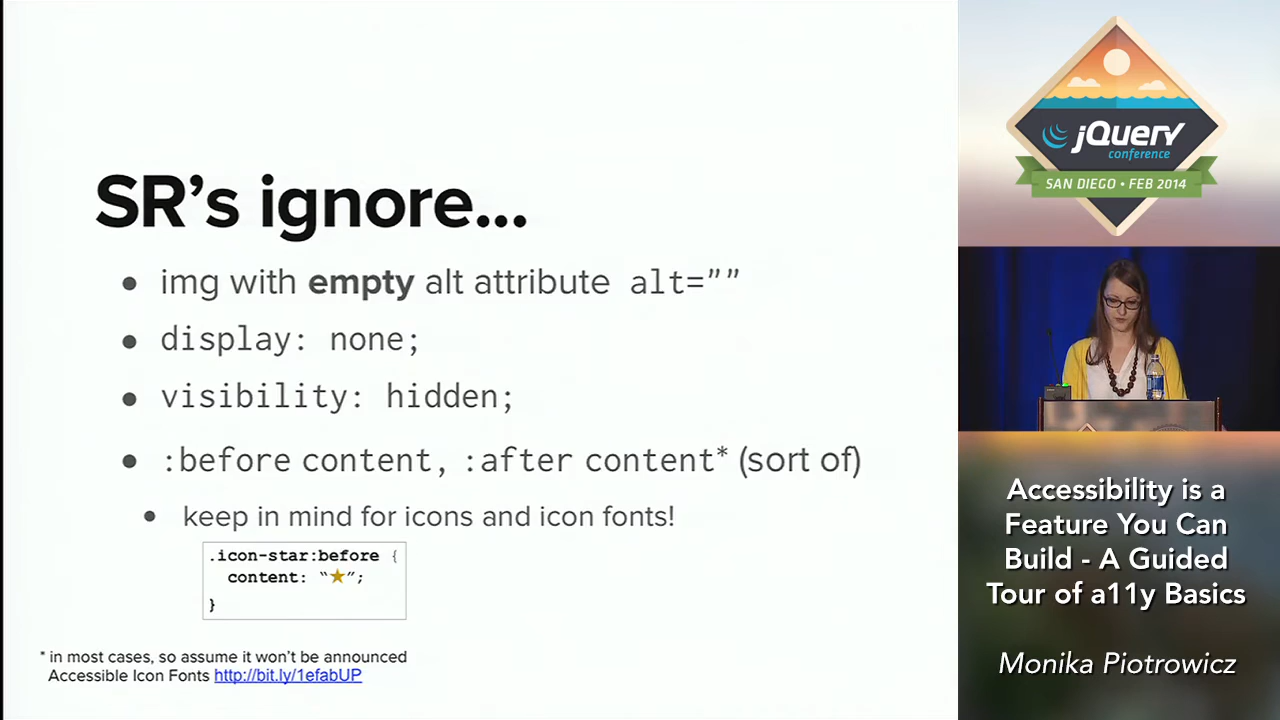 SR’s ignore...
● img with empty alt attribute alt=””
● display: none;
● visibility: hidden;
● :before content, :after content* (sort of)
● keep in mind for icons and icon fonts!
.icon-star:before {
content: “★”;
}
* in most cases, so assume it won’t be announced
Accessible Icon Fonts http://bit.ly/1efabUP
jQuery
conference
SAN DIEGO • FEB 2014
Accessibility is a
Feature You Can
Build - A Guided
Tour of a11y Basics
Monika Piotrowicz